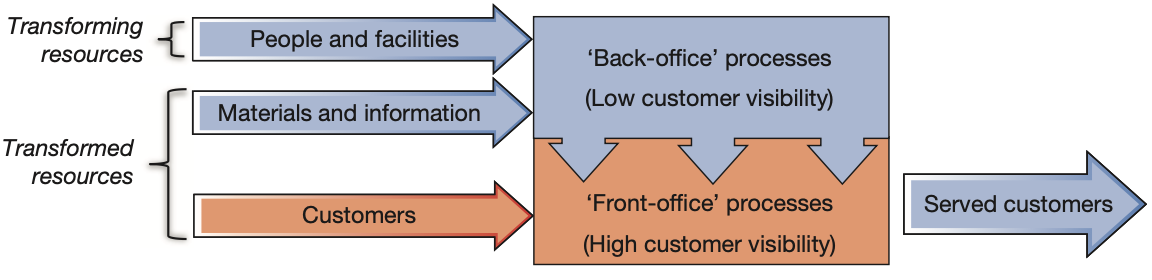 Transforming
resources
People and facilities
Transformed
resources
Materials and information
Customers
‘Back-office’ processes
(Low customer visibility)
‘Front-office’ processes
(High customer visibility)
Served customers